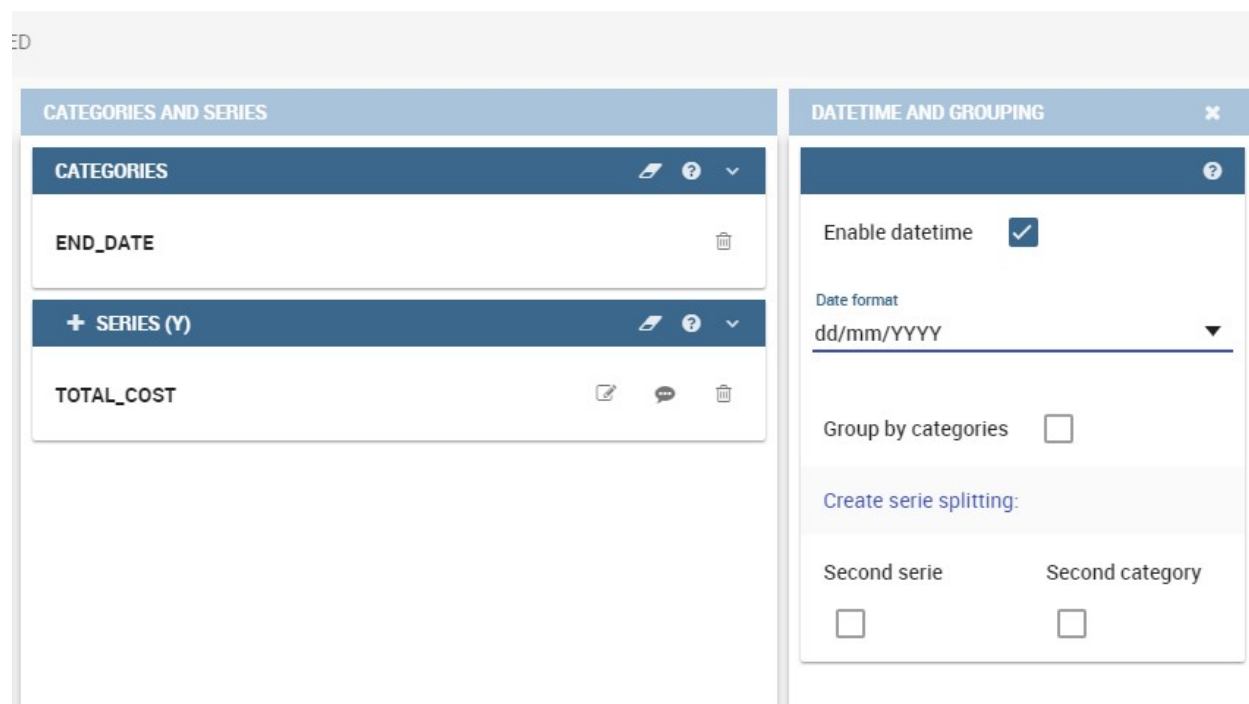 ED
CATEGORIES AND SERIES
CATEGORIES
END_DATE
SERIES (Y)
TOTAL_COST
DATETIME AND GROUPING
Enable datetime
Date format
dd/mm/YYYY
Group by categories
Create serie splitting:
Second serie Second category